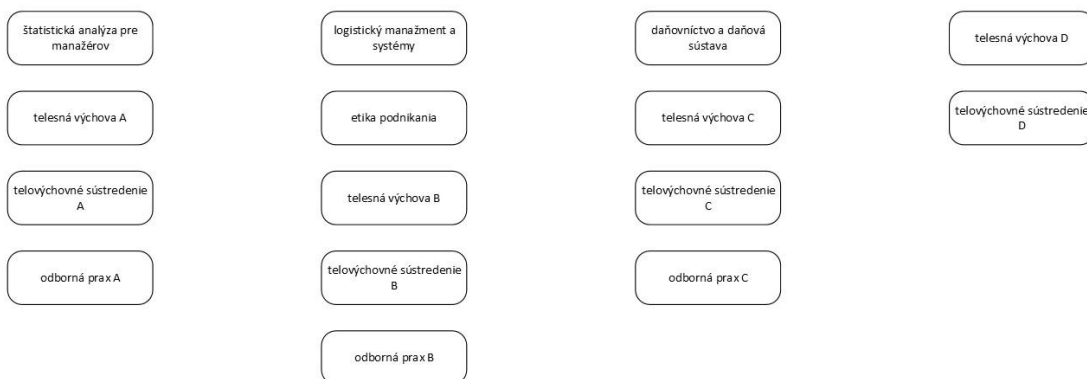 štatistická analýza pre
manažérov
telesná výchova A
telovýchovné sústredenie
A
odborná prax A
logistický manažment a
systémy
etika podnikania
telesná výchova B
telovýchovné sústredenie
B
odborná prax B
daňovníctvo a daňová
sústava
telesná výchova C
telovýchovné sústredenie
C
odborná prax C
telesná výchova D
telovýchovné sústredenie
D